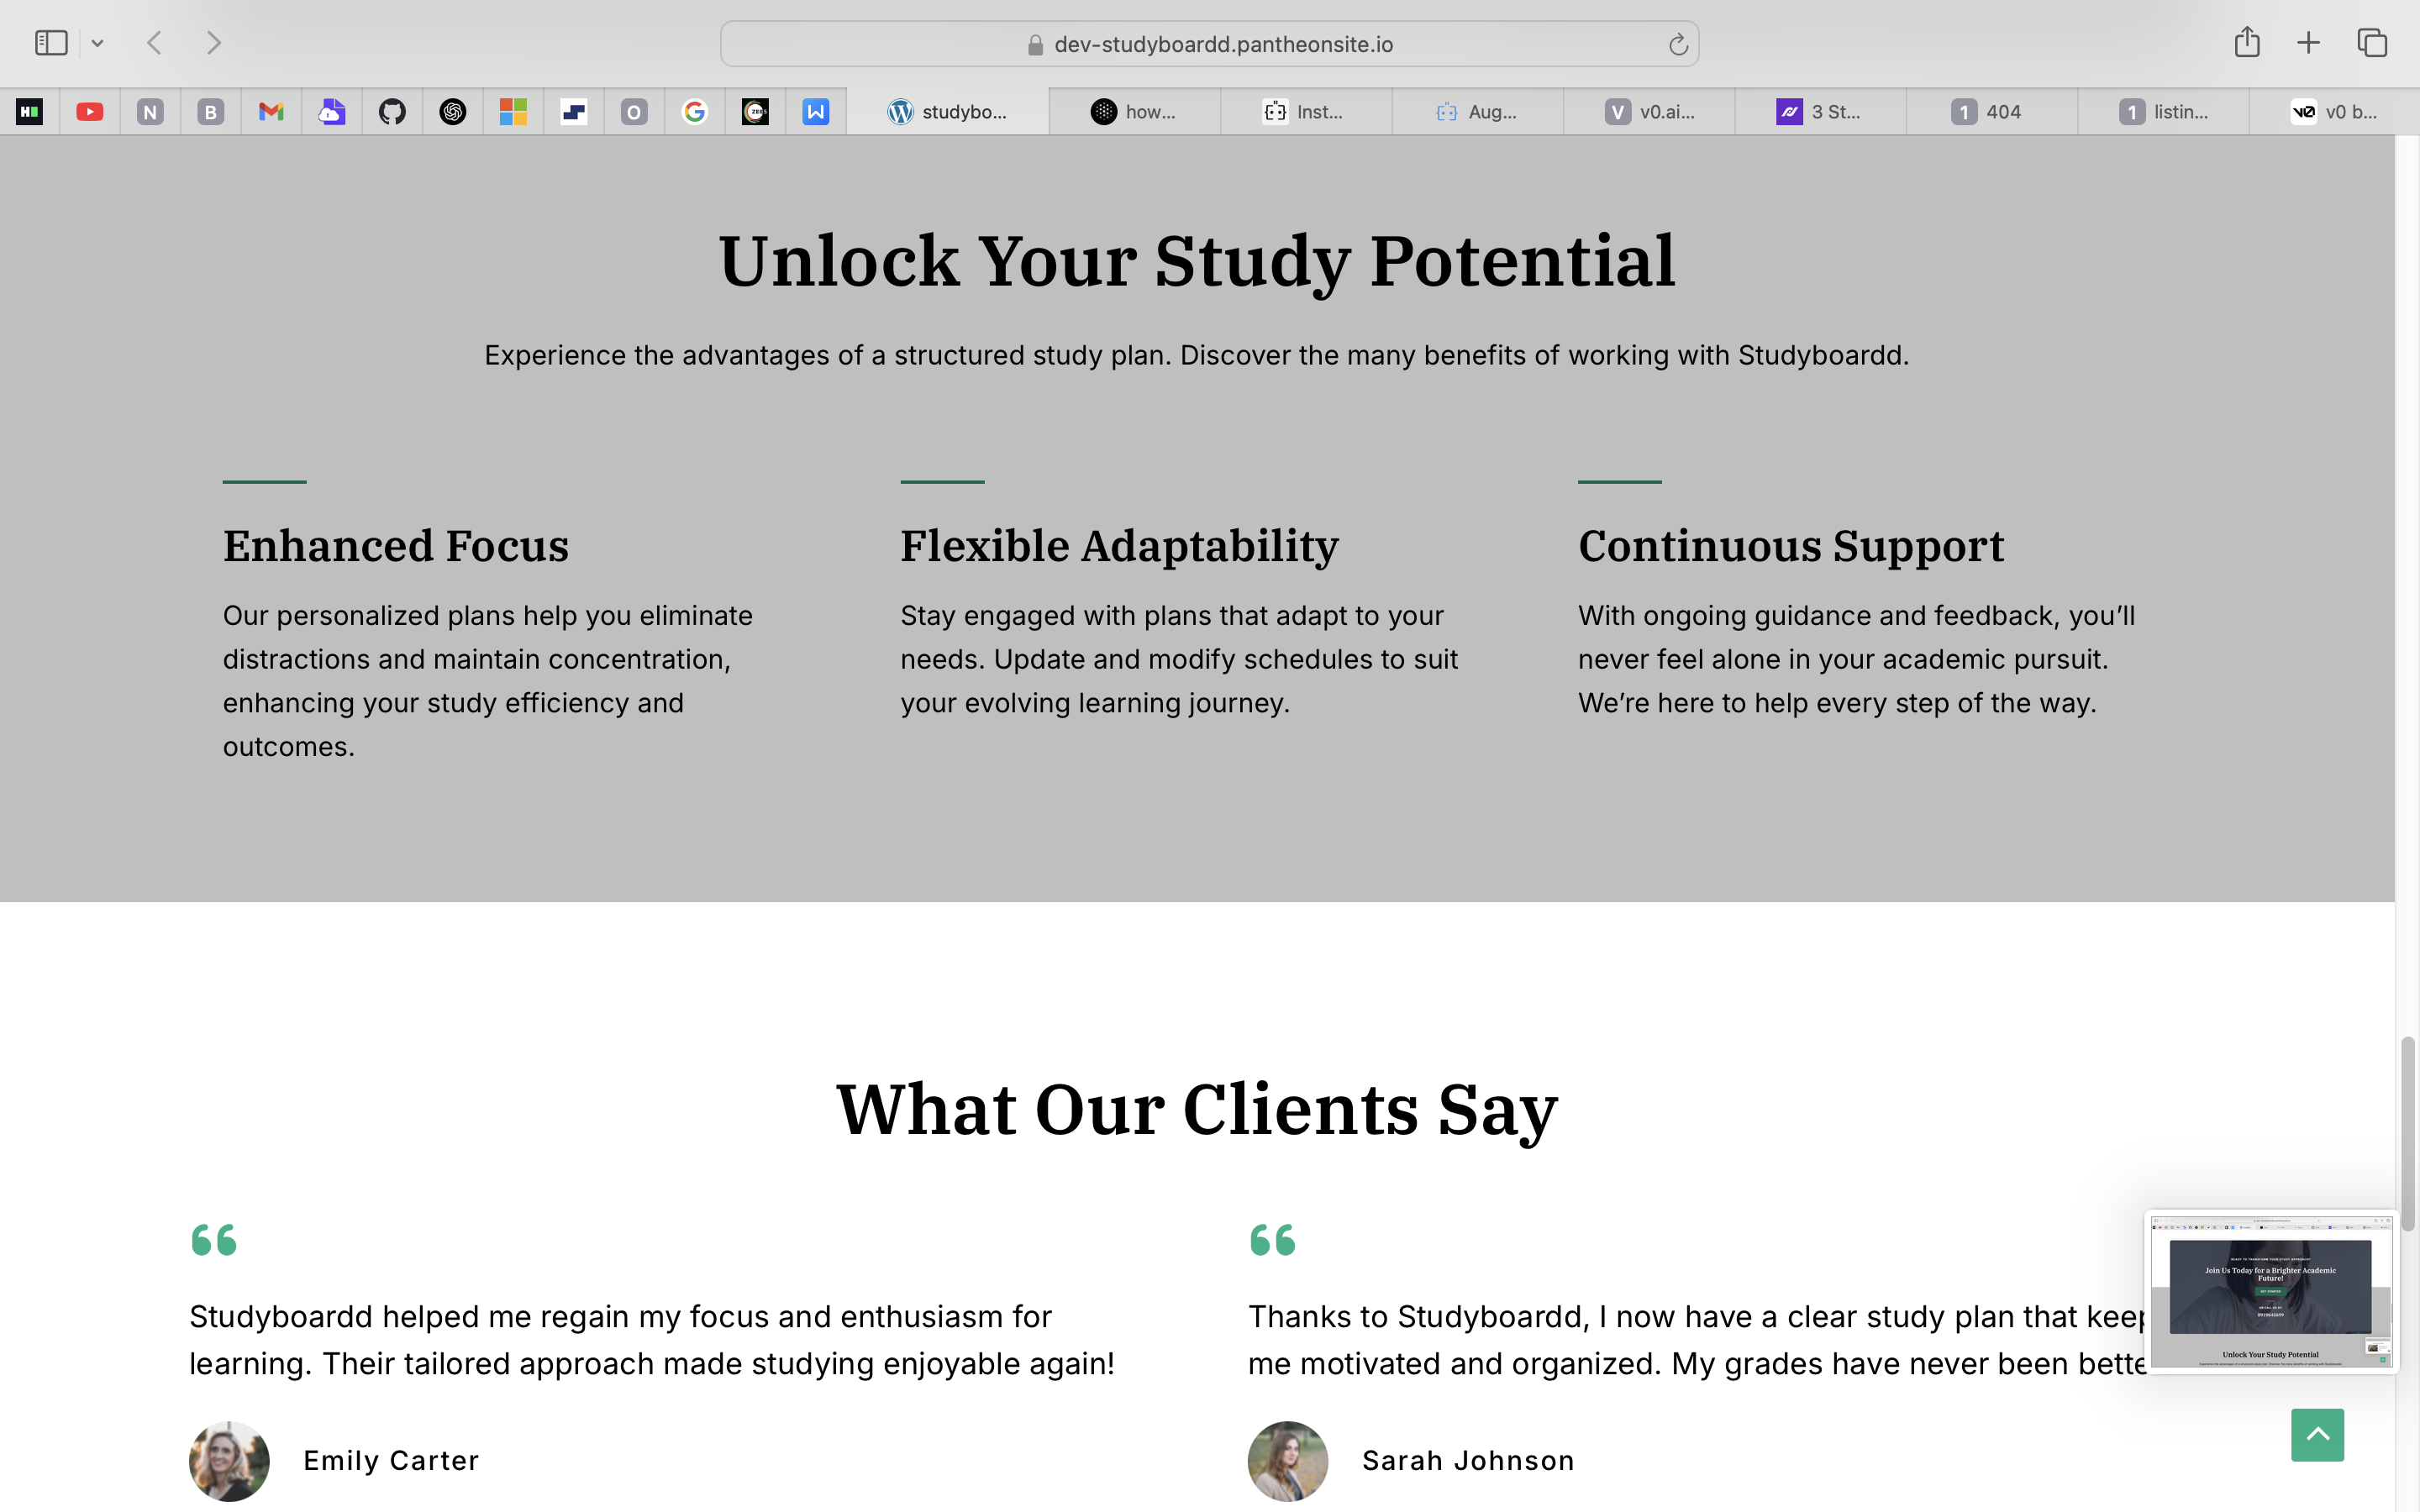 dev-studyboardd.pantheonsite.io
N B O W studybo... how... Inst... Aug... V v0.ai... 3 St... 1 404 1 listin... v0 b...
Unlock Your Study Potential
Experience the advantages of a structured study plan. Discover the many benefits of working with Studyboardd.
Enhanced Focus
Our personalized plans help you eliminate
distractions and maintain concentration,
enhancing your study efficiency and
outcomes.
Flexible Adaptability
Stay engaged with plans that adapt to your
needs. Update and modify schedules to suit
your evolving learning journey.
Continuous Support
With ongoing guidance and feedback, you’ll
never feel alone in your academic pursuit.
We’re here to help every step of the way.
What Our Clients Say
Studyboardd helped me regain my focus and enthusiasm for
learning. Their tailored approach made studying enjoyable again!
Emily Carter
Thanks to Studyboardd, I now have a clear study plan that keep
me motivated and organized. My grades have never been bette
Sarah Johnson
Join Us Today for a Brighter Academic
Future!
GET STARTED
Unlock Your Study Potential